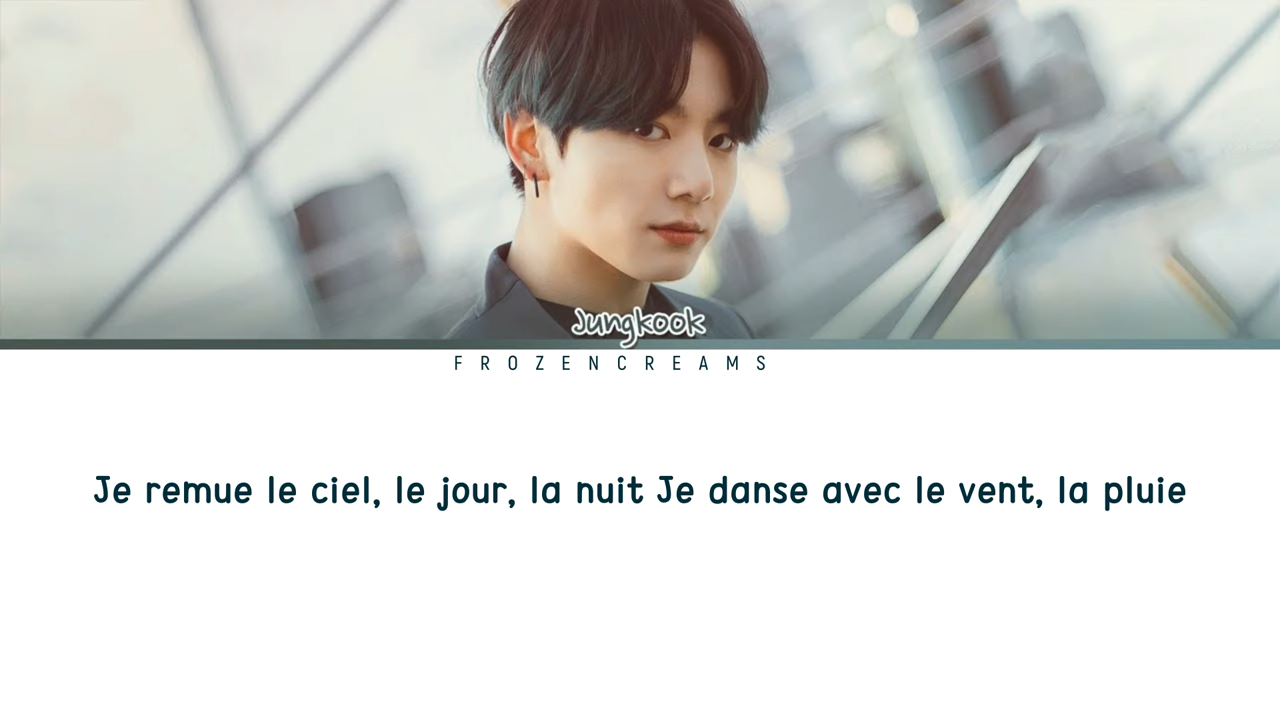 Jungkook
FROZENCREAMS
Je remue le ciel, le jour, la nuit Je danse avec le vent, la pluie